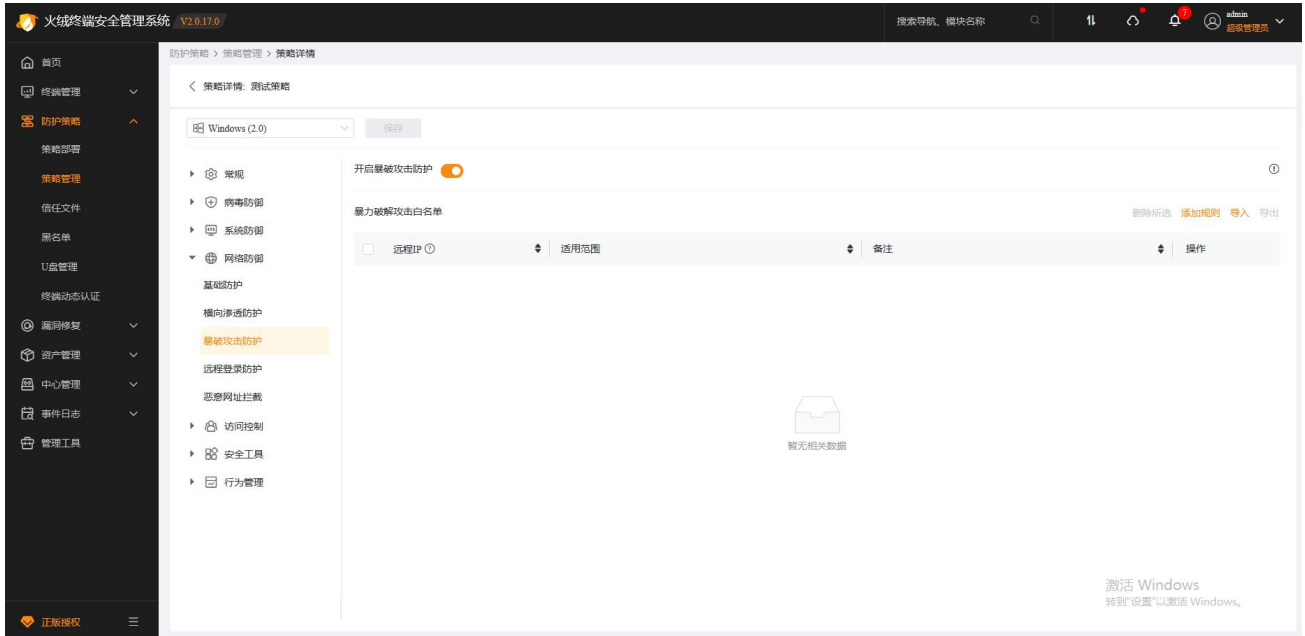 火绒终端安全管理系统 V2.0.17.0
搜索导航、模块名称
7
admin
超级管理员
首页
终端管理
防护策略
策略部署
策略管理
信任文件
黑名单
U盘管理
终端动态认证
漏洞修复
资产管理
中心管理
事件日志
管理工具
正版授权
防护策略 > 策略管理 > 策略详情
策略详情: 测试策略
Windows (2.0)
保存
常规
病毒防御
系统防御
网络防御
基础防护
横向渗透防护
暴破攻击防护
远程登录防护
恶意网址拦截
访问控制
安全工具
行为管理
开启暴破攻击防护
暴力破解攻击白名单
删除所选 添加规则 导入 导出
远程IP 适用范围 备注 操作
暂无相关数据
激活 Windows
转到"设置"以激活 Windows。